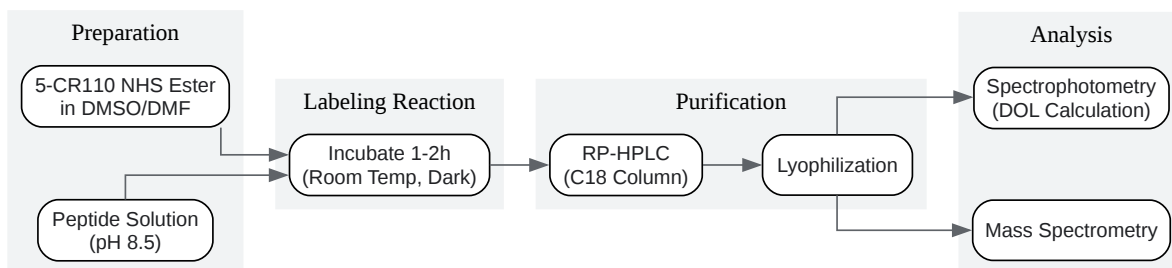 Preparation
5-CR110 NHS Ester
in DMSO/DMF
Peptide Solution
(pH 8.5)
Labeling Reaction
Incubate 1-2h
(Room Temp, Dark)
Purification
RP-HPLC
(C18 Column)
Lyophilization
Analysis
Spectrophotometry
(DOL Calculation)
Mass Spectrometry